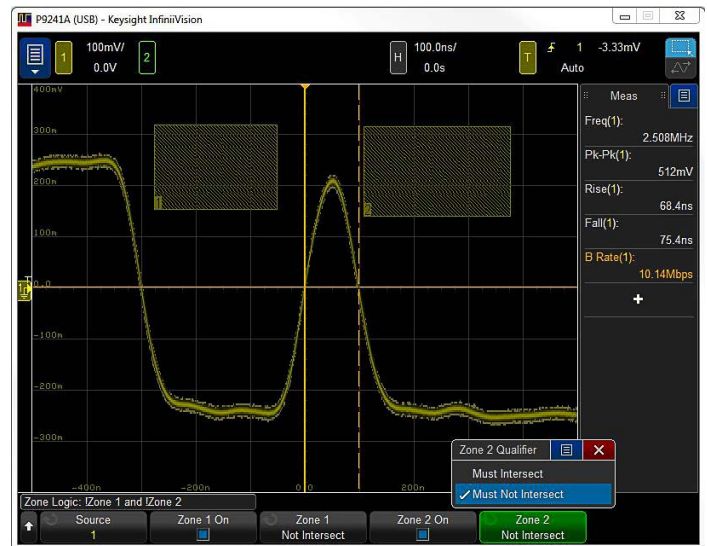 P9241A (USB) - Keysight InfiniiVision
1
100mV/
0.0V
2
H
100.0ns/
0.0s
T
1
-3.33mV
Auto
400mV
300m
200m
100m
0.0
-100m
-200m
-300m
-400n
-200n
0.0
200n
1
2
Meas
Freq(1):
2.508MHz
Pk-Pk(1):
512mV
Rise(1):
68.4ns
Fall(1):
75.4ns
B Rate(1):
10.14Mbps
+
Zone 2 Qualifier
Must Intersect
Must Not Intersect
Zone Logic: !Zone 1 and !Zone 2
Source
1
Zone 1 On
Zone 1
Not Intersect
Zone 2 On
Zone 2
Not Intersect